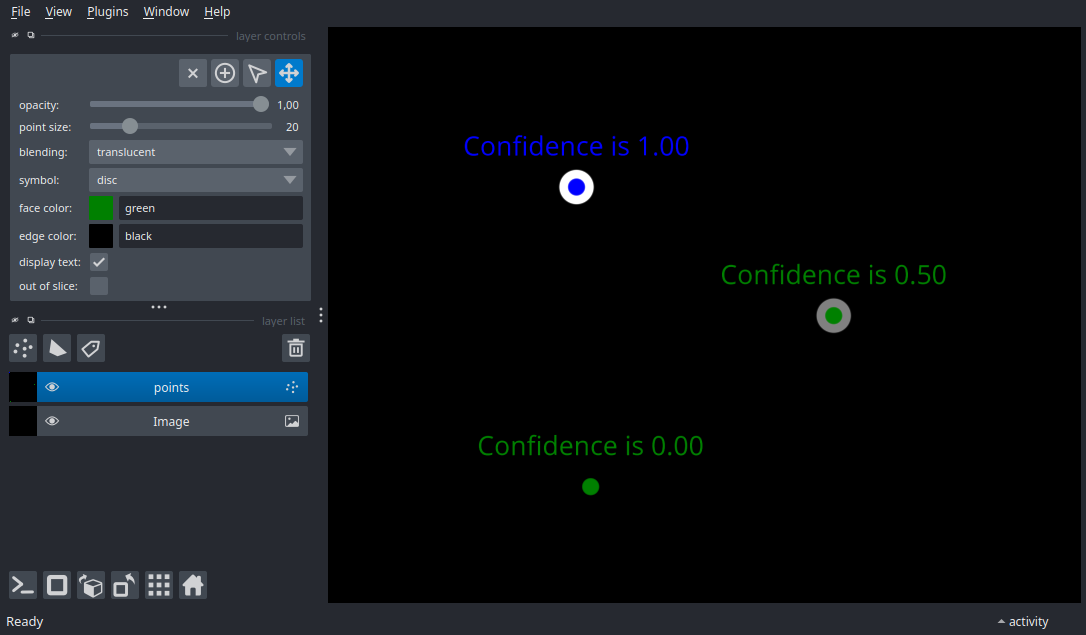 File View Plugins Window Help
layer controls
opacity: 1,00
point size: 20
blending: translucent
symbol: disc
face color: green
edge color: black
display text:
out of slice:
layer list
points
Image
Confidence is 1.00
Confidence is 0.50
Confidence is 0.00
Ready
activity